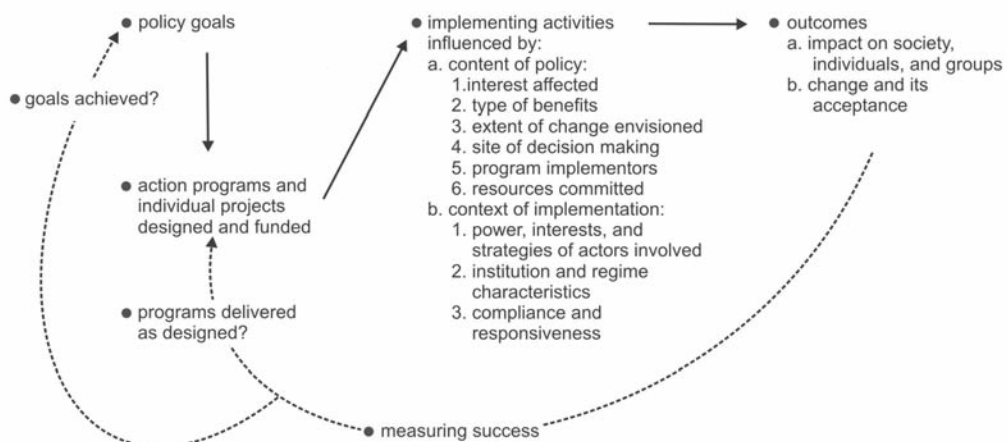 ● policy goals
● goals achieved?
● action programs and
individual projects
designed and funded
● programs delivered
as designed?
● implementing activities
influenced by:
a. content of policy:
1.interest affected
2. type of benefits
3. extent of change envisioned
4. site of decision making
5. program implementors
6. resources committed
b. context of implementation:
1. power, interests, and
strategies of actors involved
2. institution and regime
characteristics
3. compliance and
responsiveness
● outcomes
a. impact on society,
individuals, and groups
b. change and its
acceptance
● measuring success